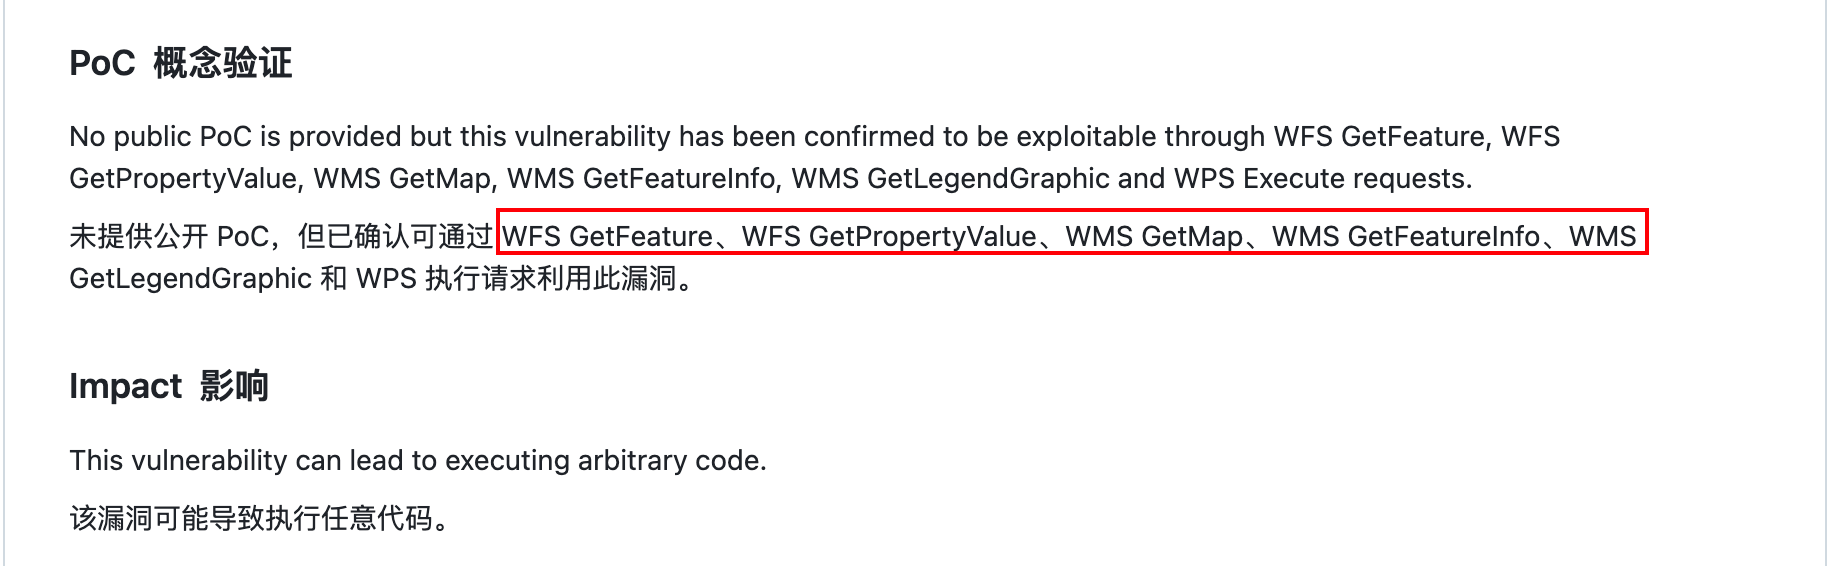 PoC 概念验证
No public PoC is provided but this vulnerability has been confirmed to be exploitable through WFS GetFeature, WFS
GetPropertyValue, WMS GetMap, WMS GetFeatureInfo, WMS GetLegendGraphic and WPS Execute requests.
未提供公开 PoC，但已确认可通过 WFS GetFeature、WFS GetPropertyValue、WMS GetMap、WMS GetFeatureInfo、WMS
GetLegendGraphic 和 WPS 执行请求利用此漏洞。
Impact 影响
This vulnerability can lead to executing arbitrary code.
该漏洞可能导致执行任意代码。